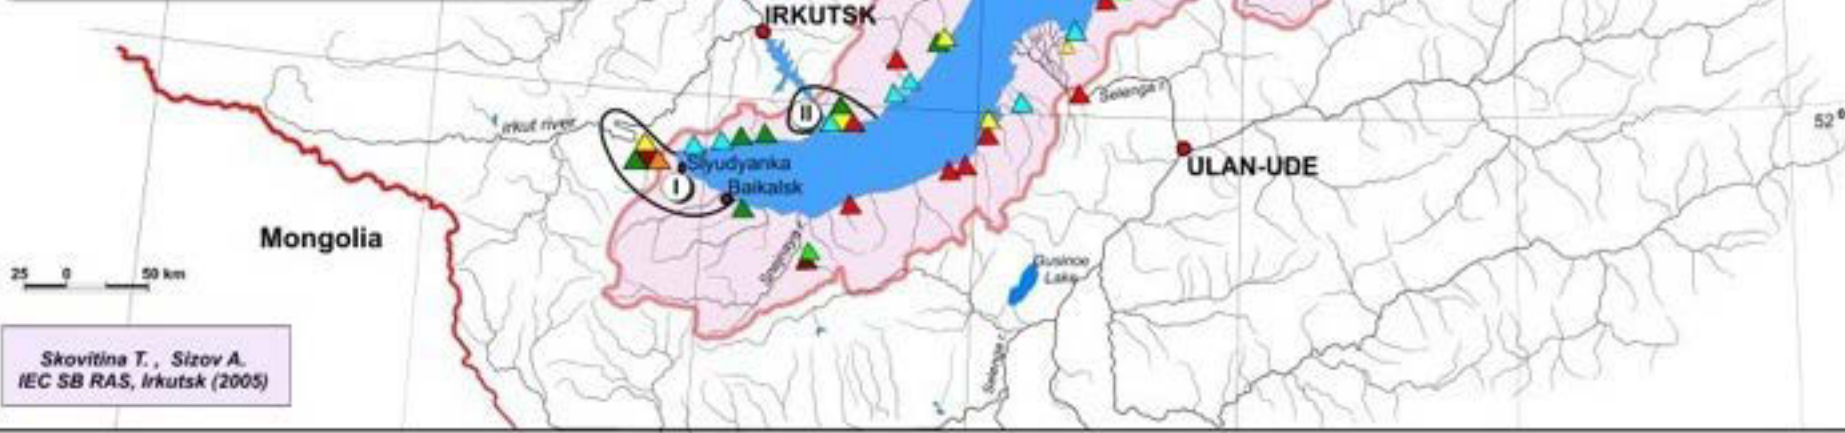 IRKUTSK
II
Selenga r.
52°
Irkut river
Slyudyanka
ULAN-UDE
I
Baikalsk
Mongolia
Gusinoe
Lake
25 0 50 km
Selenga r.
Skovitina T. , Sizov A.
IEC SB RAS, Irkutsk (2005)